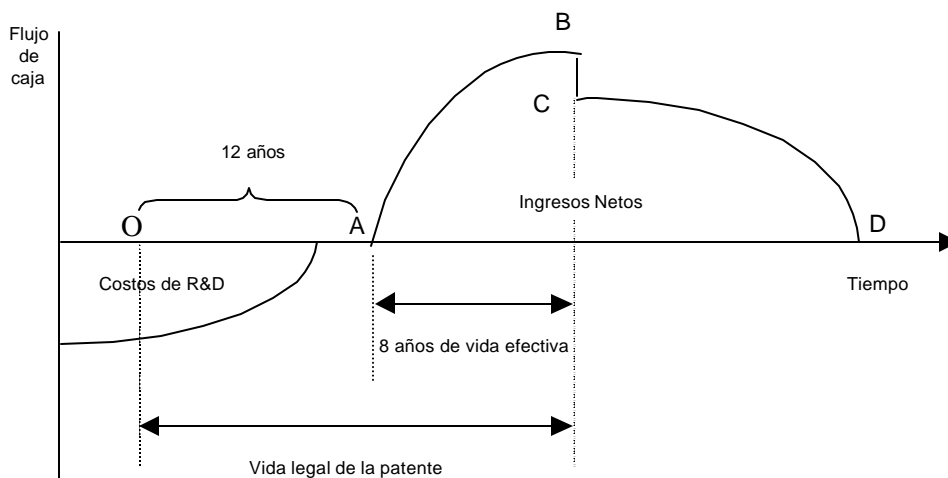 Flujo
de
caja
B
C
12 años
O
A
Ingresos Netos
D
Costos de R&D
Tiempo
8 años de vida efectiva
Vida legal de la patente